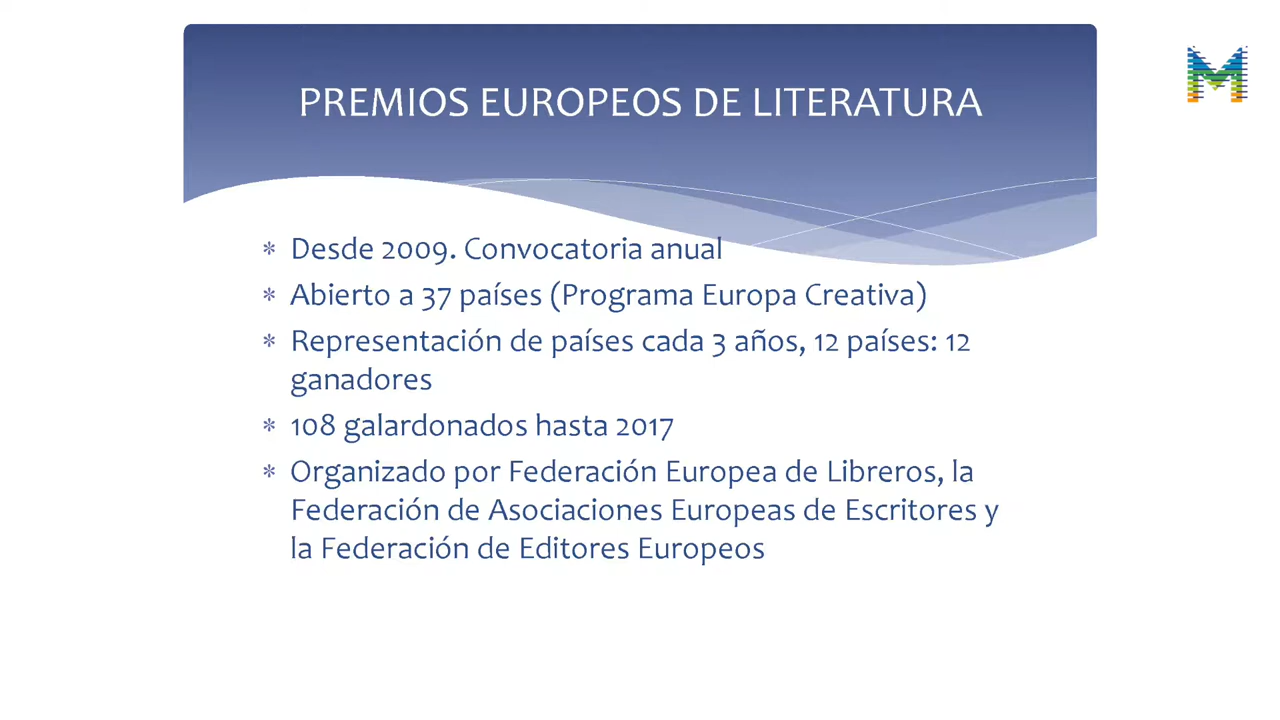 PREMIOS EUROPEOS DE LITERATURA
M
* Desde 2009. Convocatoria anual
* Abierto a 37 países (Programa Europa Creativa)
* Representación de países cada 3 años, 12 países: 12
ganadores
* 108 galardonados hasta 2017
* Organizado por Federación Europea de Libreros, la
Federación de Asociaciones Europeas de Escritores y
la Federación de Editores Europeos